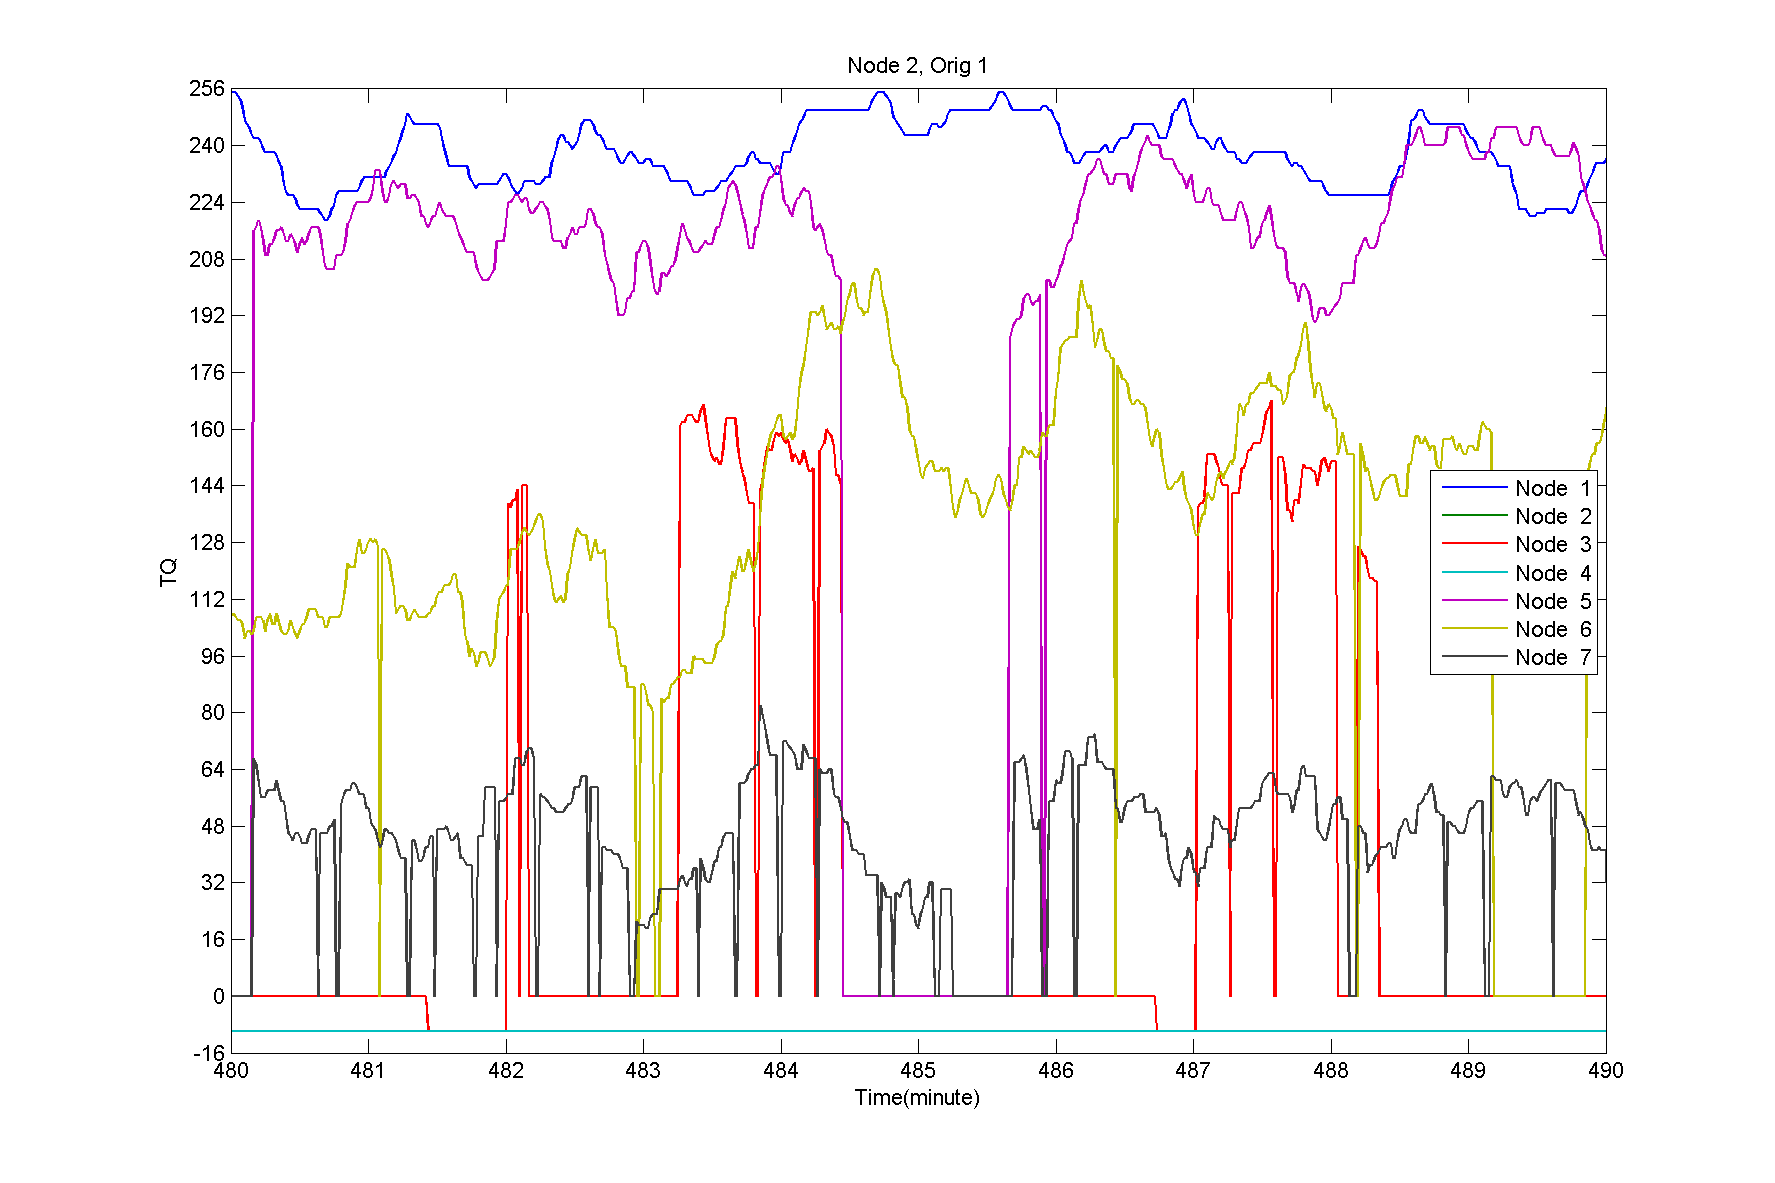 Node 2, Orig 1
256
240
224
208
192
176
160
144
128
112
96
80
64
48
32
16
0
-16
TQ
Node 1
Node 2
Node 3
Node 4
Node 5
Node 6
Node 7
480 481 482 483 484 485 486 487 488 489 490
Time(minute)